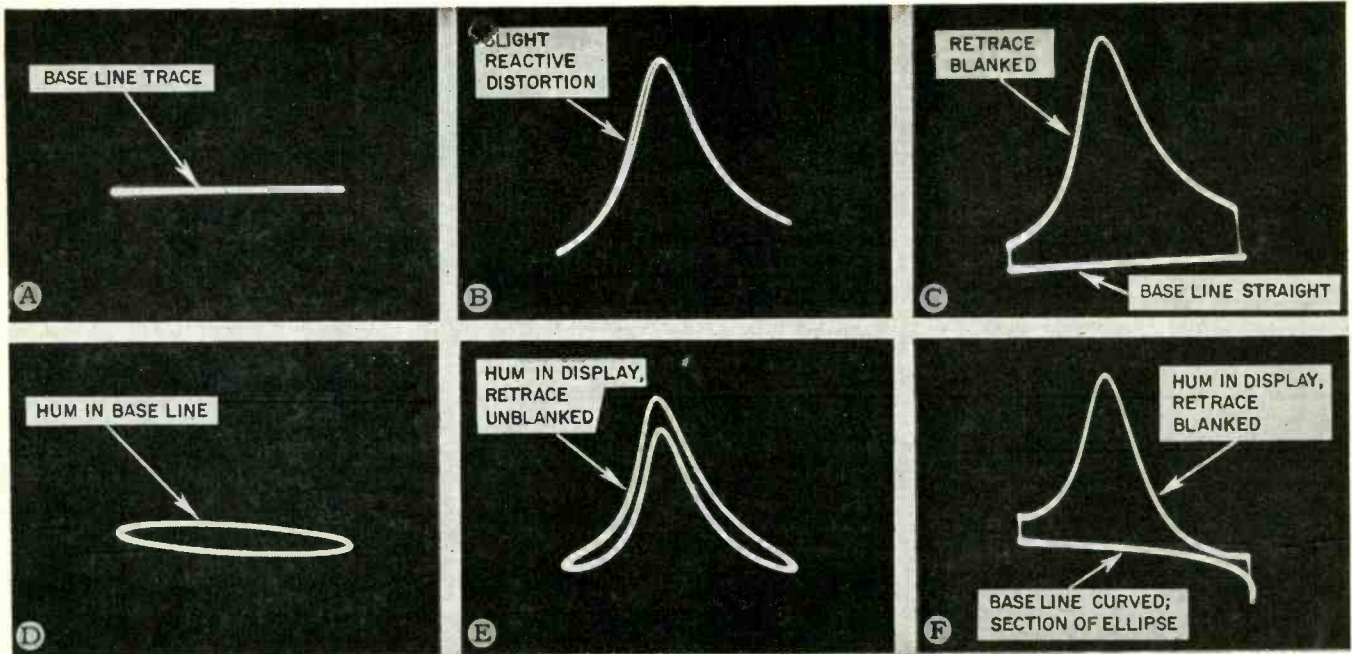 BASE LINE TRACE
A
SLIGHT
REACTIVE
DISTORTION
B
RETRACE
BLANKED
BASE LINE STRAIGHT
C
HUM IN BASE LINE
D
HUM IN DISPLAY,
RETRACE
UNBLANKED
E
HUM IN DISPLAY,
RETRACE
BLANKED
BASE LINE CURVED;
SECTION OF ELLIPSE
F